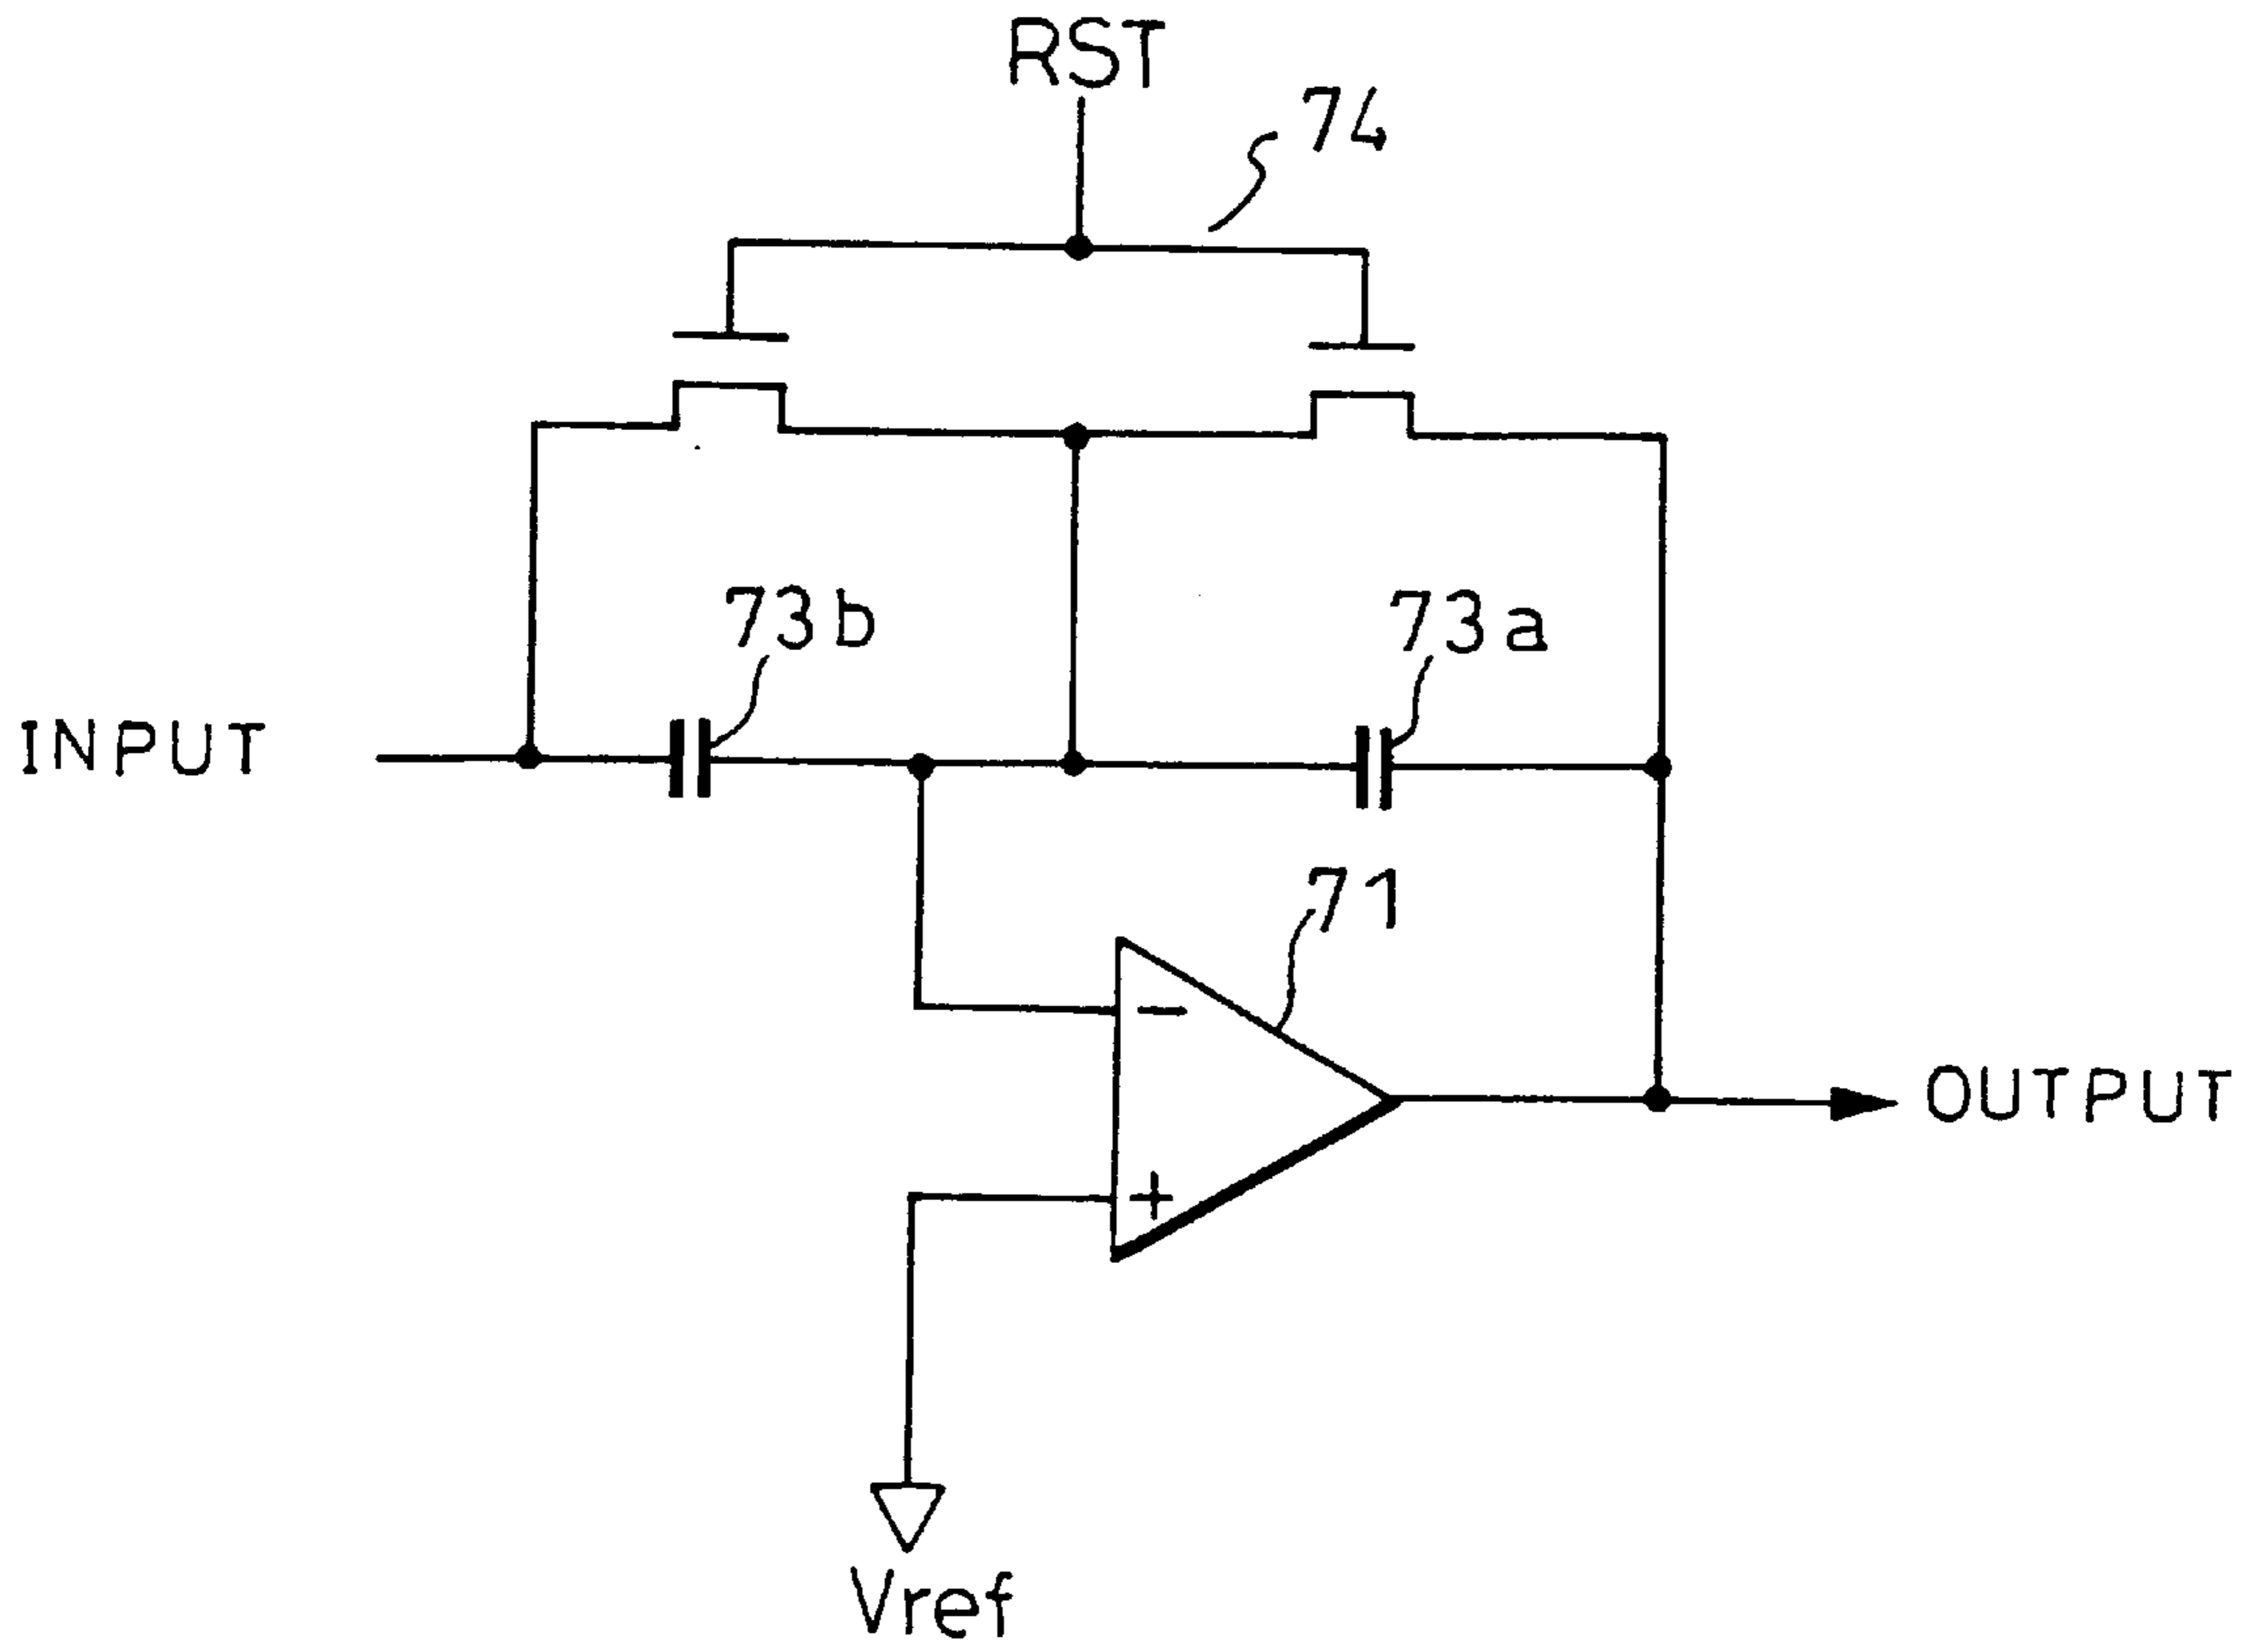 RST
74
73b
73a
INPUT
71
-
OUTPUT
+
Vref